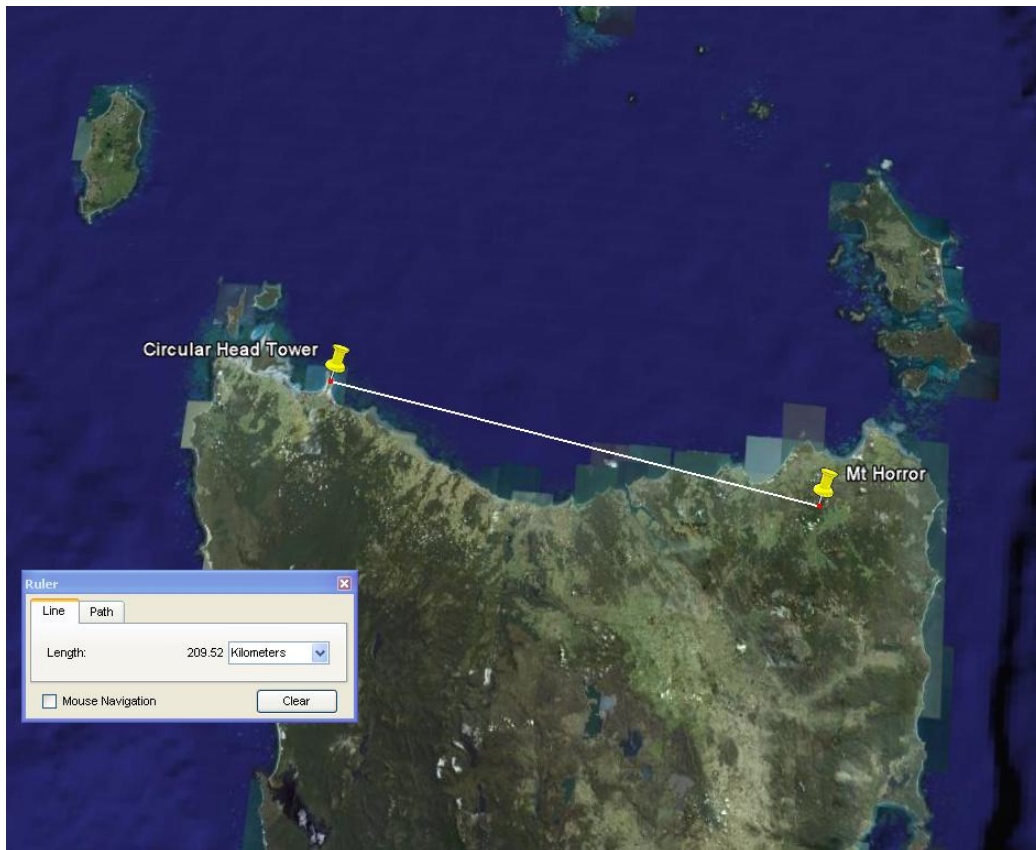 Circular Head Tower
Mt Horror
Ruler
Line Path
Length: 209.52 Kilometers
Mouse Navigation Clear